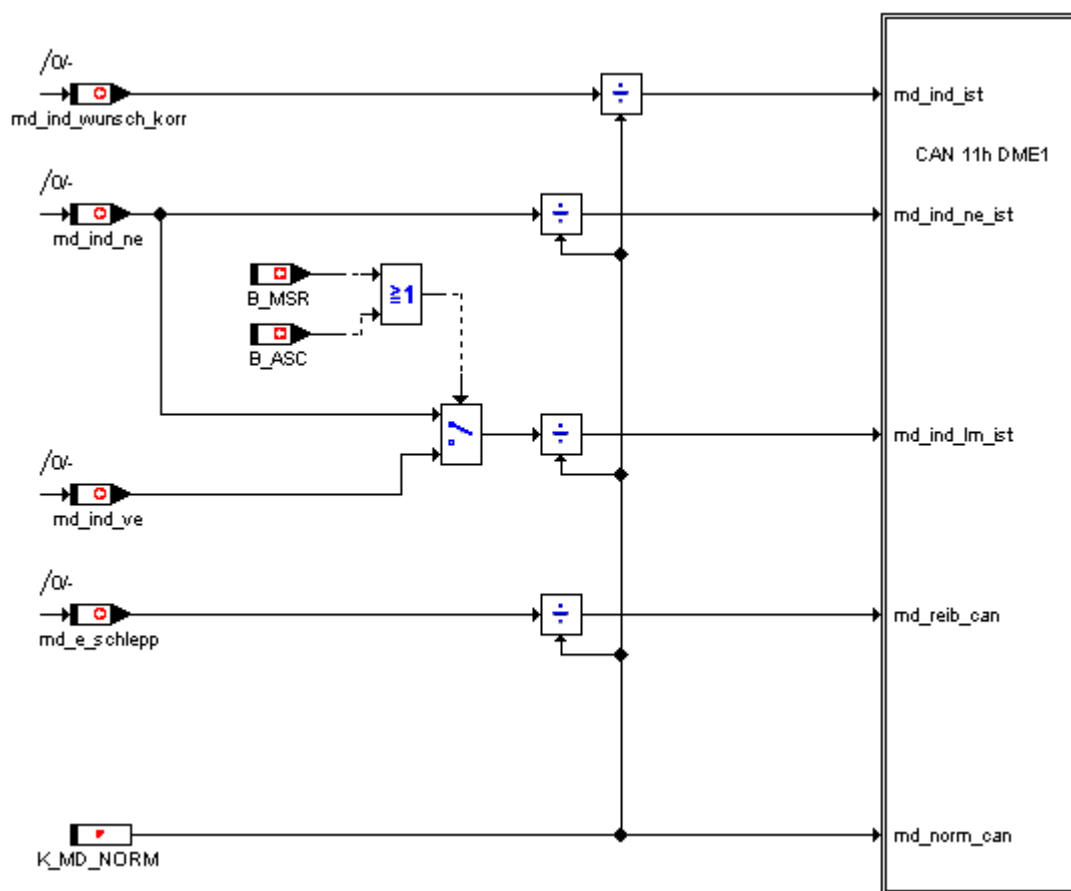 /0/-
md_ind_wunsch_korr
÷
md_ind_ist
CAN 11h DME1
/0/-
md_ind_ne
÷
md_ind_ne_ist
B_MSR
≧1
B_ASC
÷
md_ind_lm_ist
/0/-
md_ind_ve
/0/-
md_e_schlepp
÷
md_reib_can
K_MD_NORM
md_norm_can